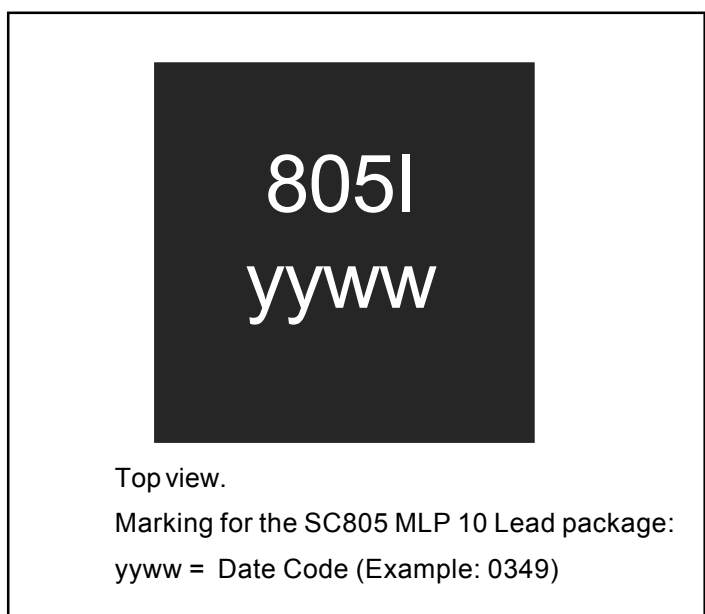 805I
yyww
Top view.
Marking for the SC805 MLP 10 Lead package:
yyww = Date Code (Example: 0349)